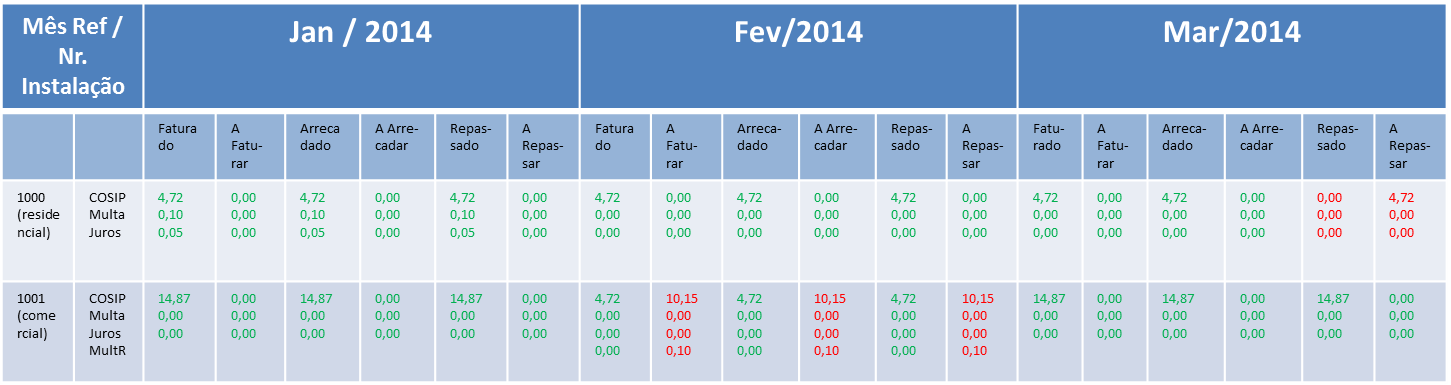 Mês Ref / Jan / 2014 Fev/2014 Mar/2014
Nr.
Instalação
Fatura A Arreca A Arre- Repas- A Fatura A Arreca- A Arre- Repas- A Fatu- A Arreca- A Arre- Repas- A
do Fatu- dado cadar sado Repas- do Fatu- dado cadar sado Repas- rado Fatu- dado cadar sado Repas-
rar sar rar sar rar sar
1000 COSIP 4,72 0,00 4,72 0,00 4,72 0,00 4,72 0,00 4,72 0,00 4,72 0,00 4,72 0,00 4,72 0,00 0,00 4,72
(reside Multa 0,10 0,00 0,10 0,00 0,10 0,00 0,00 0,00 0,00 0,00 0,00 0,00 0,00 0,00 0,00 0,00 0,00 0,00
ncial) Juros 0,05 0,00 0,05 0,00 0,05 0,00 0,00 0,00 0,00 0,00 0,00 0,00 0,00 0,00 0,00 0,00 0,00 0,00
1001 COSIP 14,87 0,00 14,87 0,00 14,87 0,00 4,72 10,15 4,72 10,15 4,72 10,15 14,87 0,00 14,87 0,00 14,87 0,00
(come Multa 0,00 0,00 0,00 0,00 0,00 0,00 0,00 0,00 0,00 0,00 0,00 0,00 0,00 0,00 0,00 0,00 0,00 0,00
rcial) Juros 0,00 0,00 0,00 0,00 0,00 0,00 0,00 0,00 0,00 0,00 0,00 0,00 0,00 0,00 0,00 0,00 0,00 0,00
MultR 0,00 0,10 0,00 0,10 0,00 0,10